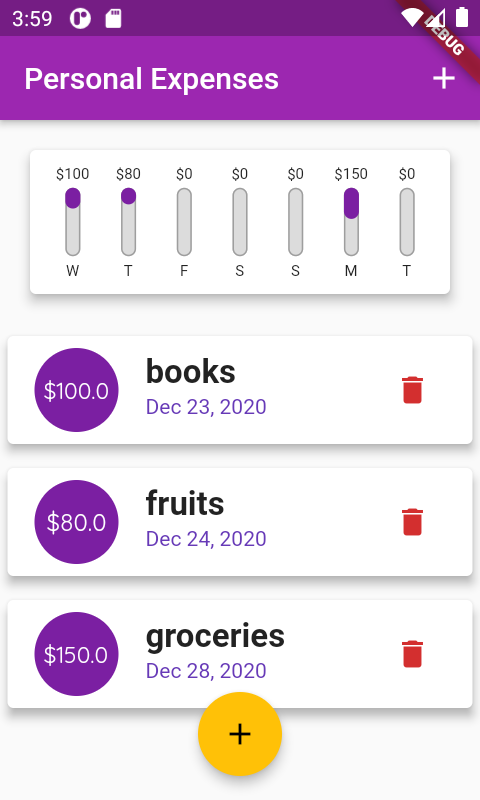 3:59
DEBUG
Personal Expenses
$100 $80 $0 $0 $0 $150 $0
W T F S S M T
$100.0
books
Dec 23, 2020
$80.0
fruits
Dec 24, 2020
$150.0
groceries
Dec 28, 2020